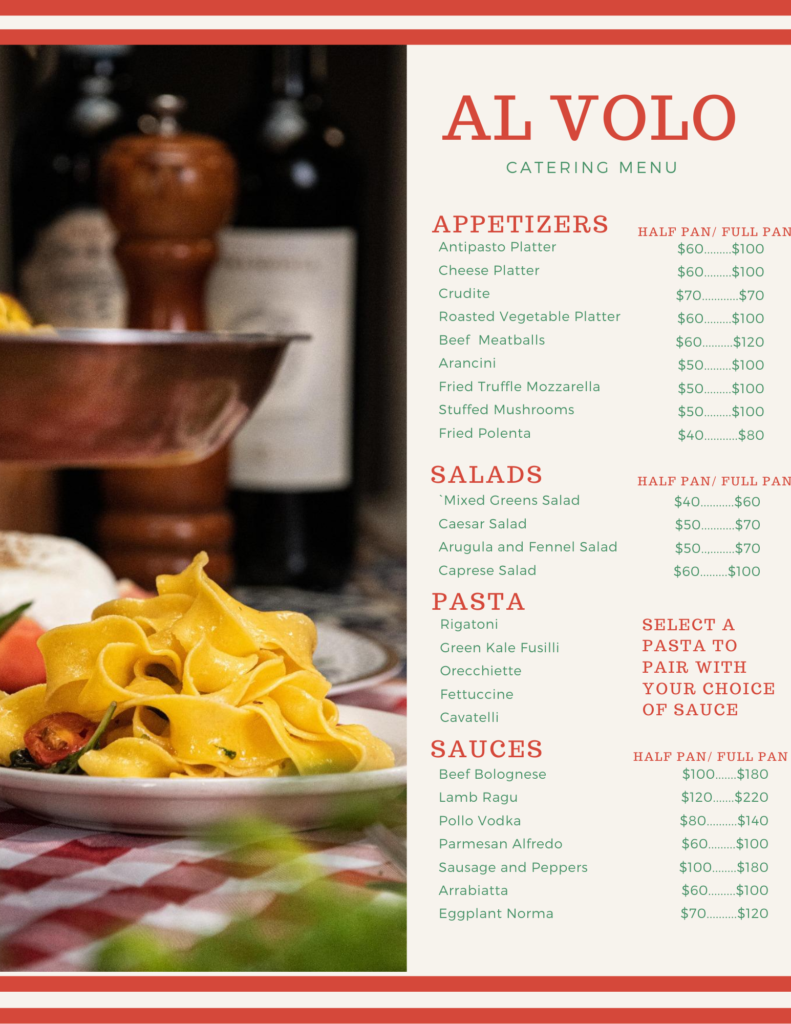 AL VOLO
CATERING MENU
APPETIZERS HALF PAN/ FULL PAN
Antipasto Platter $60.........$100
Cheese Platter $60.........$100
Crudite $70............$70
Roasted Vegetable Platter $60.........$100
Beef Meatballs $60..........$120
Arancini $50.........$100
Fried Truffle Mozzarella $50.........$100
Stuffed Mushrooms $50.........$100
Fried Polenta $40..........$80
SALADS HALF PAN/ FULL PAN
`Mixed Greens Salad $40...........$60
Caesar Salad $50...........$70
Arugula and Fennel Salad $50...........$70
Caprese Salad $60.........$100
PASTA
Rigatoni
Green Kale Fusilli
Orecchiette
Fettuccine
Cavatelli
SELECT A
PASTA TO
PAIR WITH
YOUR CHOICE
OF SAUCE
SAUCES HALF PAN/ FULL PAN
Beef Bolognese $100.......$180
Lamb Ragu $120.......$220
Pollo Vodka $80..........$140
Parmesan Alfredo $60.........$100
Sausage and Peppers $100........$180
Arrabiatta $60.........$100
Eggplant Norma $70..........$120